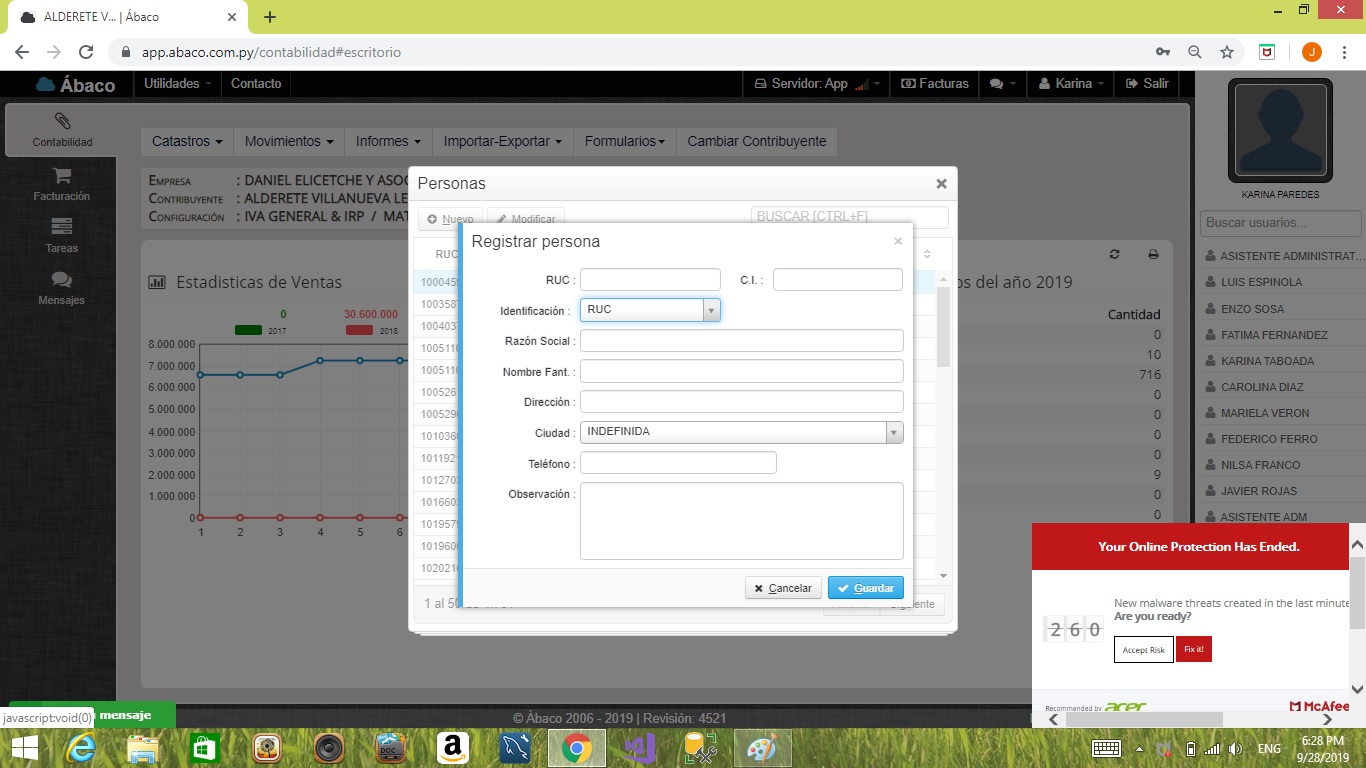 ALDERETE V... | Ábaco
app.abaco.com.py/contabilidad#escritorio
J
Ábaco
Utilidades
Contacto
Servidor: App
Facturas
Karina
Salir
Contabilidad
Facturación
Tareas
Mensajes
Catastros
Movimientos
Informes
Importar-Exportar
Formularios
Cambiar Contribuyente
EMPRESA : DANIEL ELICETCHE Y ASOC
CONTRIBUYENTE : ALDERETE VILLANUEVA LE
CONFIGURACIÓN : IVA GENERAL & IRP / MAT
Estadisticas de Ventas
0 30.600.000
2017 2018
8.000.000
7.000.000
6.000.000
5.000.000
4.000.000
3.000.000
2.000.000
1.000.000
0
1 2 3 4 5 6
os del año 2019
Cantidad
0
10
716
0
0
0
0
9
0
0
Personas
Nuevo
Modificar
BUSCAR [CTRL+F]
RUC
1000455
1003587
100403
100511
100511
100526
1005290
1010360
101192
101270
1016603
101957
1019600
1020210
1 al 50
Siguiente
Registrar persona
RUC :
C.I. :
Identificación :
RUC
Razón Social :
Nombre Fant. :
Dirección :
Ciudad :
INDEFINIDA
Teléfono :
Observación :
Cancelar
Guardar
KARINA PAREDES
Buscar usuarios...
ASISTENTE ADMINISTRAT...
LUIS ESPINOLA
ENZO SOSA
FATIMA FERNANDEZ
KARINA TABOADA
CAROLINA DIAZ
MARIELA VERON
FEDERICO FERRO
NILSA FRANCO
JAVIER ROJAS
ASISTENTE ADM
Your Online Protection Has Ended.
260
New malware threats created in the last minute
Are you ready?
Accept Risk
Fix it!
Recommended by acer
McAfee
javascript:void(0)
mensaje
© Ábaco 2006 - 2019 | Revisión: 4521
DOC
a
ENG
6:28 PM
9/28/2019